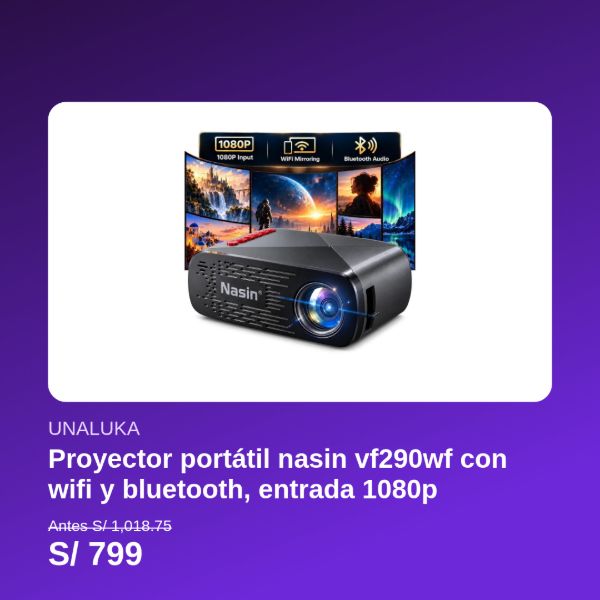 1080P
1080P Input
WiFi Mirroring
Bluetooth Audio
Nasin®
UNALUKA
Proyector portátil nasin vf290wf con
wifi y bluetooth, entrada 1080p
Antes S/ 1,018.75
S/ 799